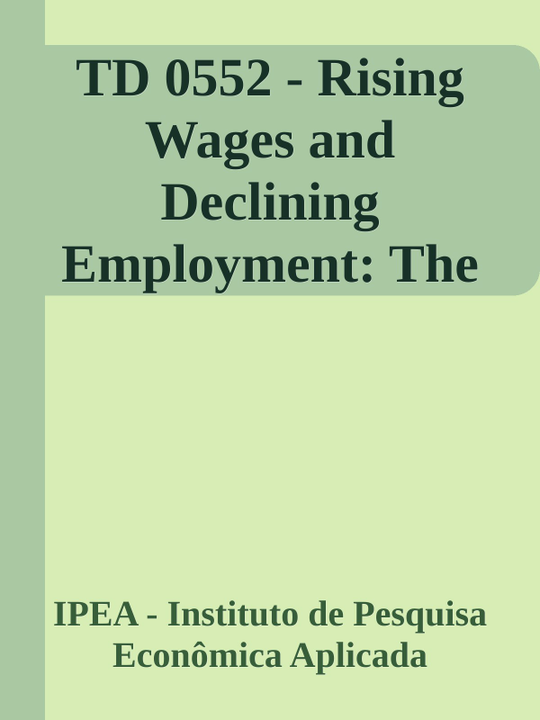 TD 0552 - Rising
Wages and
Declining
Employment: The
IPEA - Instituto de Pesquisa
Econômica Aplicada